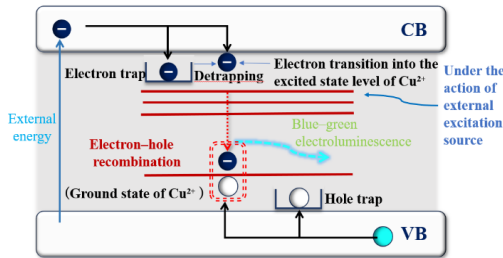 CB
Electron trap
Detrapping
Electron transition into the
excited state level of Cu²⁺
Under the
action of
external
excitation
source
External
energy
Blue–green
electroluminescence
Electron–hole
recombination
(Ground state of Cu²⁺)
Hole trap
VB